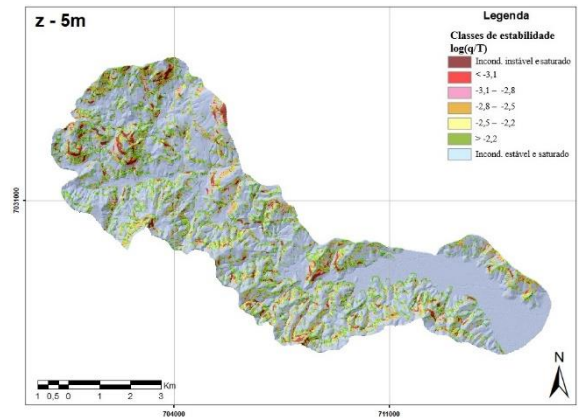 z - 5m
Legenda
Classes de estabilidade
log(q/T)
Incond. instável e saturado
< -3,1
-3,1 – -2,8
-2,8 – -2,5
-2,5 – -2,2
> -2,2
Incond. estável e saturado
7031000
N
Km
1 0,5 0 1 2 3
704000
711000